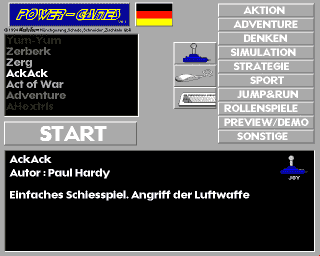 POWER-GAMES
Yum-Yum
Zerberk
Zerg
AckAck
Act of War
Adventure
AHextris
START
AKTION
ADVENTURE
DENKEN
SIMULATION
STRATEGIE
SPORT
JUMP&RUN
ROLLENSPIELE
PREVIEW/DEMO
SONSTIGE
AckAck
Autor : Paul Hardy
Einfaches Schiesspiel. Angriff der Luftwaffe
JOY